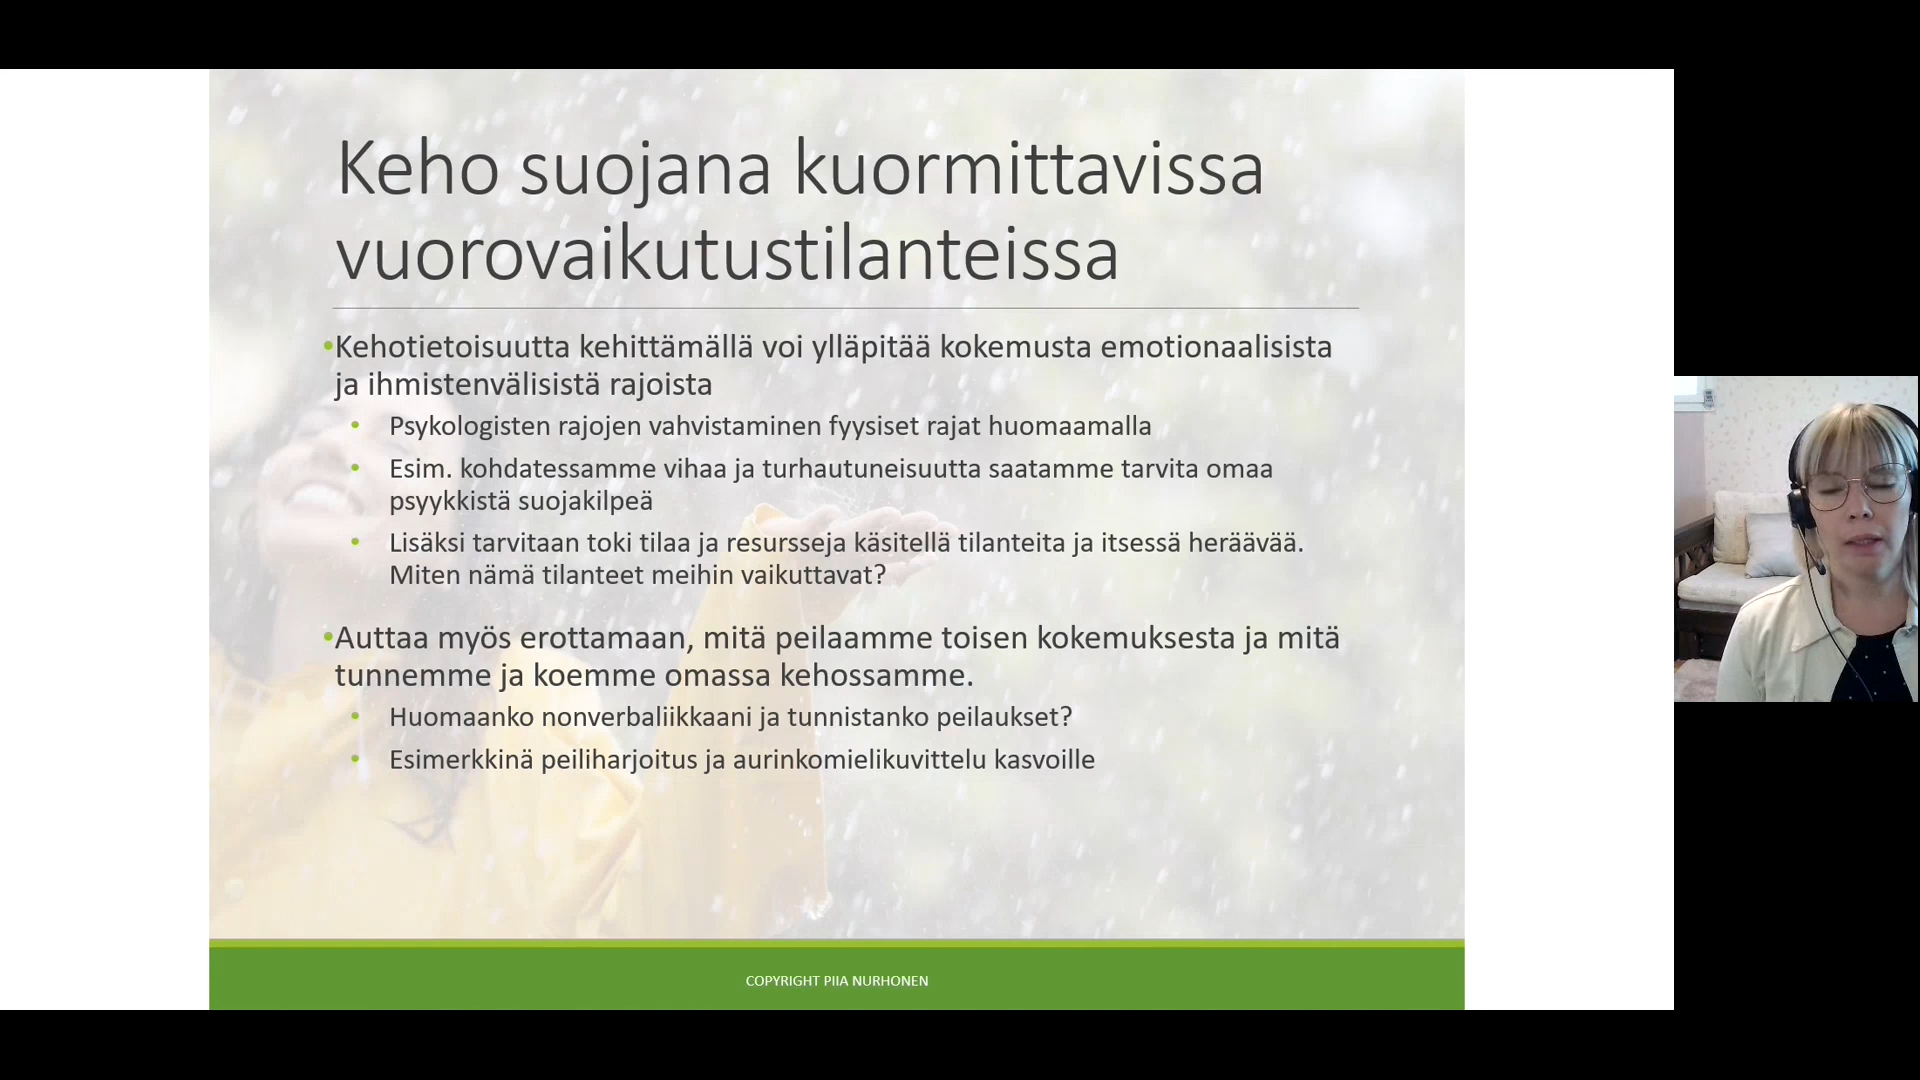 Keho suojana kuormittavissa
vuorovaikutustilanteissa
•Kehotietoisuutta kehittämällä voi ylläpitää kokemusta emotionaalisista
ja ihmistenvälisistä rajoista
• Psykologisten rajojen vahvistaminen fyysiset rajat huomaamalla
• Esim. kohdatessamme vihaa ja turhautuneisuutta saatamme tarvita omaa
psyykkistä suojakilpeä
• Lisäksi tarvitaan toki tilaa ja resursseja käsitellä tilanteita ja itsessä heräävää.
Miten nämä tilanteet meihin vaikuttavat?
•Auttaa myös erottamaan, mitä peilaamme toisen kokemuksesta ja mitä
tunnemme ja koemme omassa kehossamme.
• Huomaanko nonverbaliikkaani ja tunnistanko peilaukset?
• Esimerkkinä peiliharjoitus ja aurinkomielikuvittelu kasvoille
COPYRIGHT PIIA NURHONEN